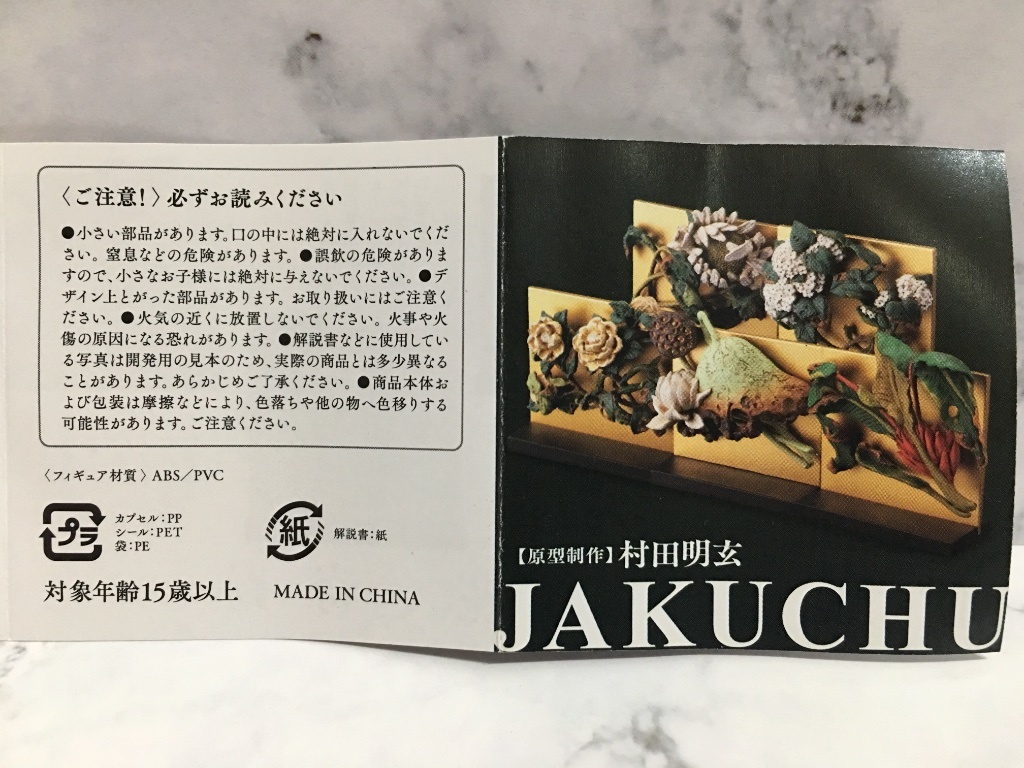 〈ご注意!〉必ずお読みください
●小さい部品があります。口の中には絶対に入れないでくだ
さい。窒息などの危険があります。●誤飲の危険がありま
すので、小さなお子様には絶対に与えないでください。●デ
ザイン上とがった部品があります。お取り扱いにはご注意く
ださい。●火気の近くに放置しないでください。火事や火
傷の原因になる恐れがあります。●解説書などに使用してい
る写真は開発用の見本のため、実際の商品とは多少異なる
ことがあります。あらかじめご了承ください。●商品本体お
よび包装は摩擦などにより、色落ちや他の物へ色移りする
可能性があります。ご注意ください。
〈フィギュア材質〉ABS/PVC
プラ
カプセル:PP
シール:PET
袋:PE
紙
解説書:紙
対象年齢15歳以上
MADE IN CHINA
【原型制作】村田明玄
JAKUCHU